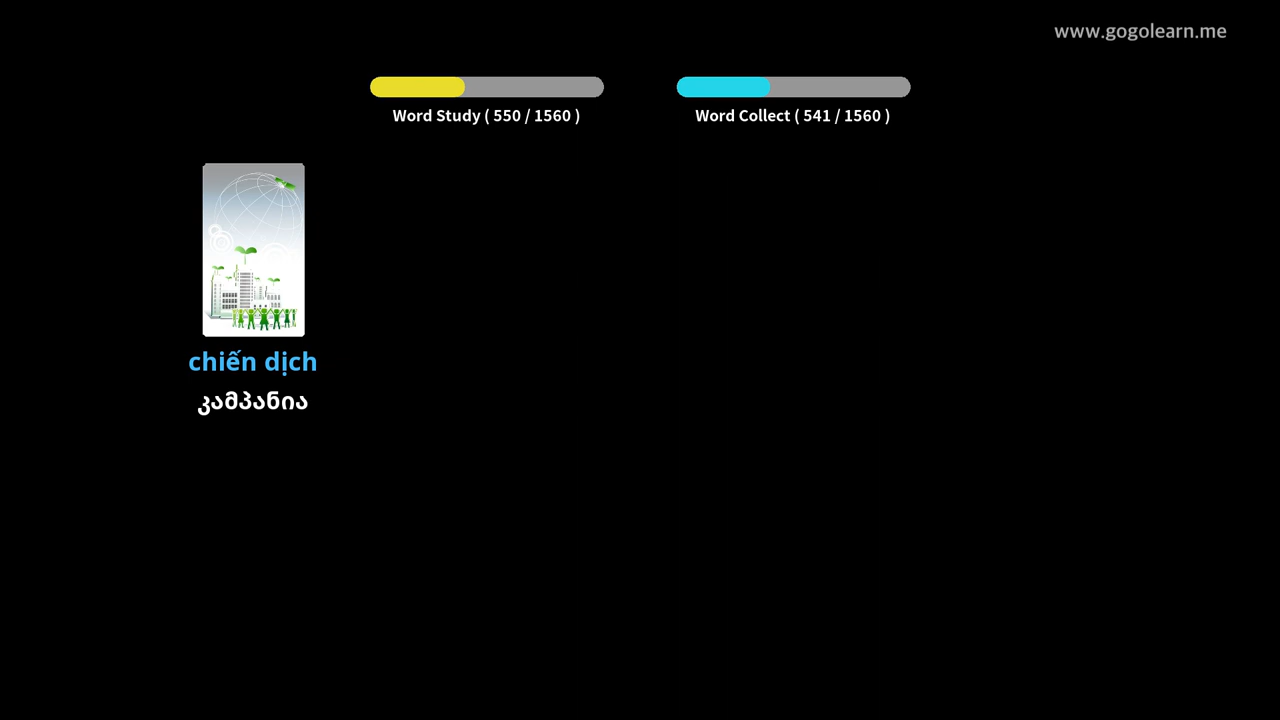 www.gogolearn.me
Word Study ( 550 / 1560 )
Word Collect ( 541 / 1560 )
chiến dịch
კამპანია